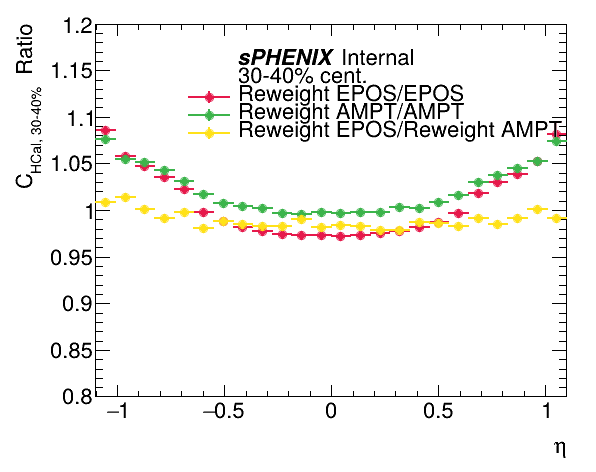 C_HCal, 30-40% Ratio
1.2
1.15
1.1
1.05
1
0.95
0.9
0.85
0.8
sPHENIX Internal
30-40% cent.
Reweight EPOS/EPOS
Reweight AMPT/AMPT
Reweight EPOS/Reweight AMPT
−1 −0.5 0 0.5 1
η